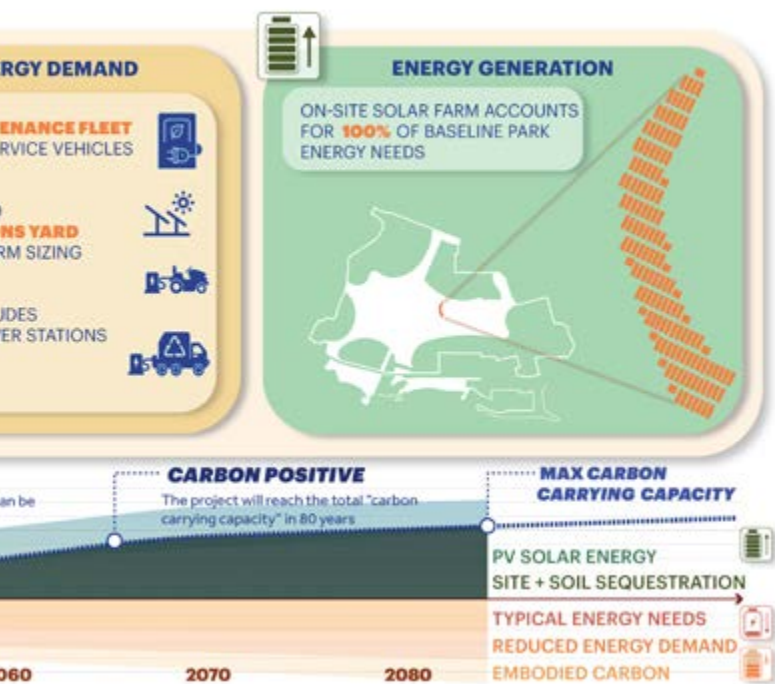 RGY DEMAND
ENANCE FLEET
RVICE VEHICLES
NS YARD
RM SIZING
UDES
ER STATIONS
ENERGY GENERATION
ON-SITE SOLAR FARM ACCOUNTS
FOR 100% OF BASELINE PARK
ENERGY NEEDS
an be
CARBON POSITIVE
The project will reach the total "carbon
carrying capacity" in 80 years
MAX CARBON
CARRYING CAPACITY
PV SOLAR ENERGY
SITE + SOIL SEQUESTRATION
TYPICAL ENERGY NEEDS
REDUCED ENERGY DEMAND
EMBODIED CARBON
060
2070
2080